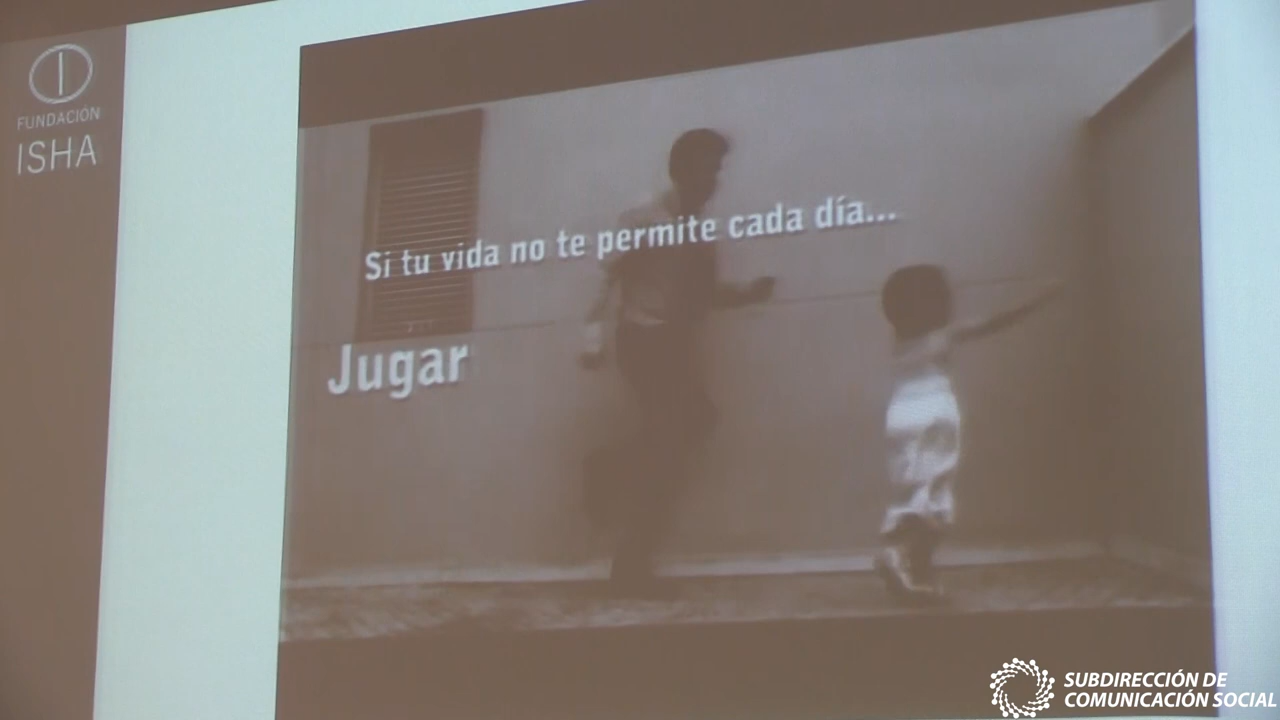 FUNDACIÓN
ISHA
Si tu vida no te permite cada día...
Jugar
SUBDIRECCIÓN DE
COMUNICACIÓN SOCIAL